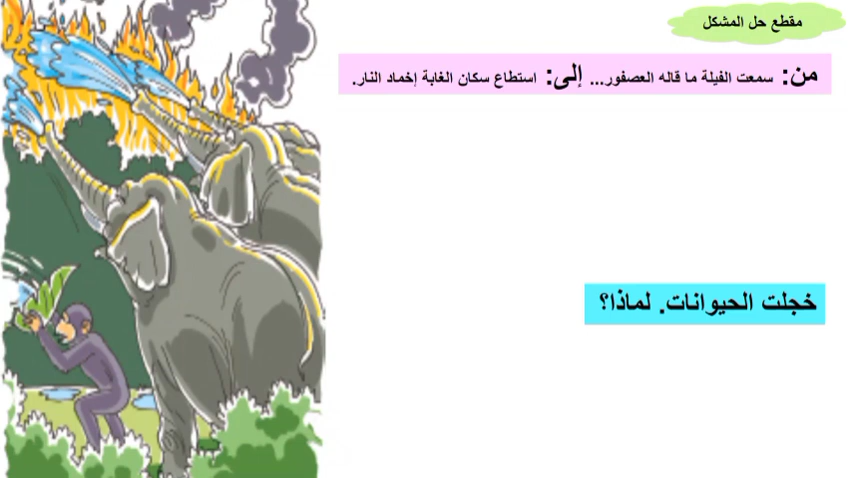 مقطع حل المشكل
من: سمعت الفيلة ما قاله العصفور... إلى: استطاع سكان الغابة إخماد النار.
خجلت الحيوانات. لماذا؟